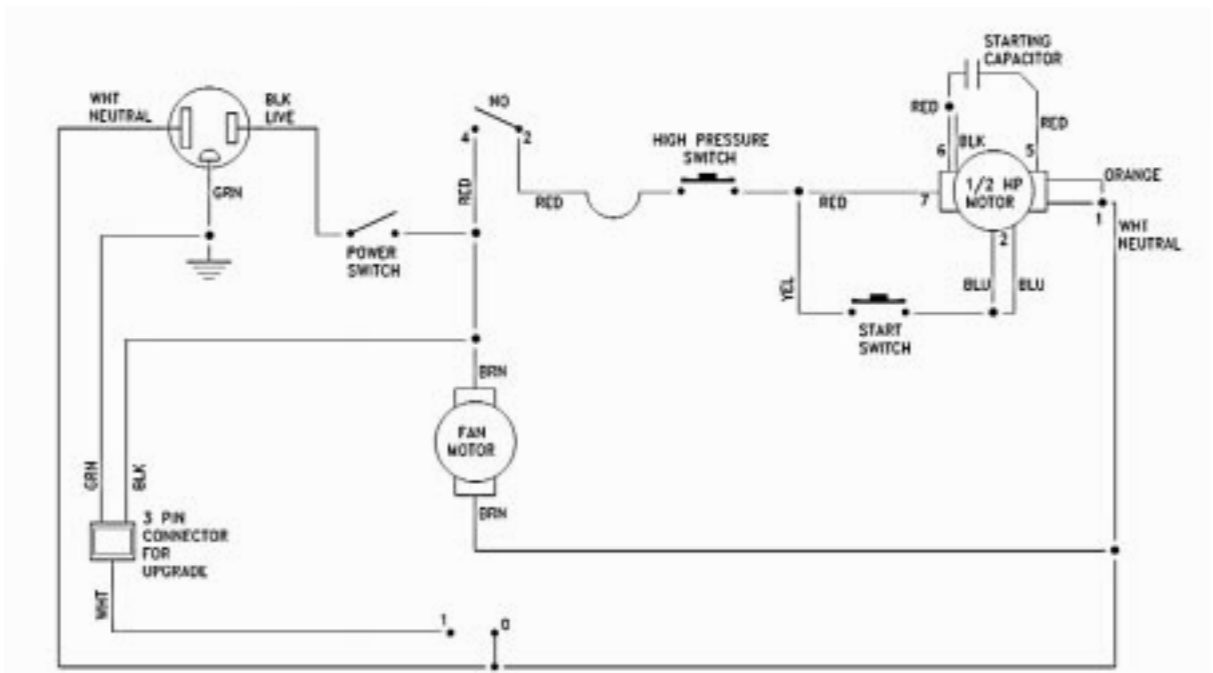 STARTING
CAPACITOR
WHT
NEUTRAL
BLK
LIVE
NO
4
2
RED
RED
HIGH PRESSURE
SWITCH
6
BLK
5
GRN
RED
RED
RED
7
1/2 HP
MOTOR
ORANGE
1
WHT
NEUTRAL
POWER
SWITCH
2
YEL
BLU
BLU
START
SWITCH
BRN
FAN
MOTOR
GRN
BLK
BRN
3 PIN
CONNECTOR
FOR
UPGRADE
WHT
1
0